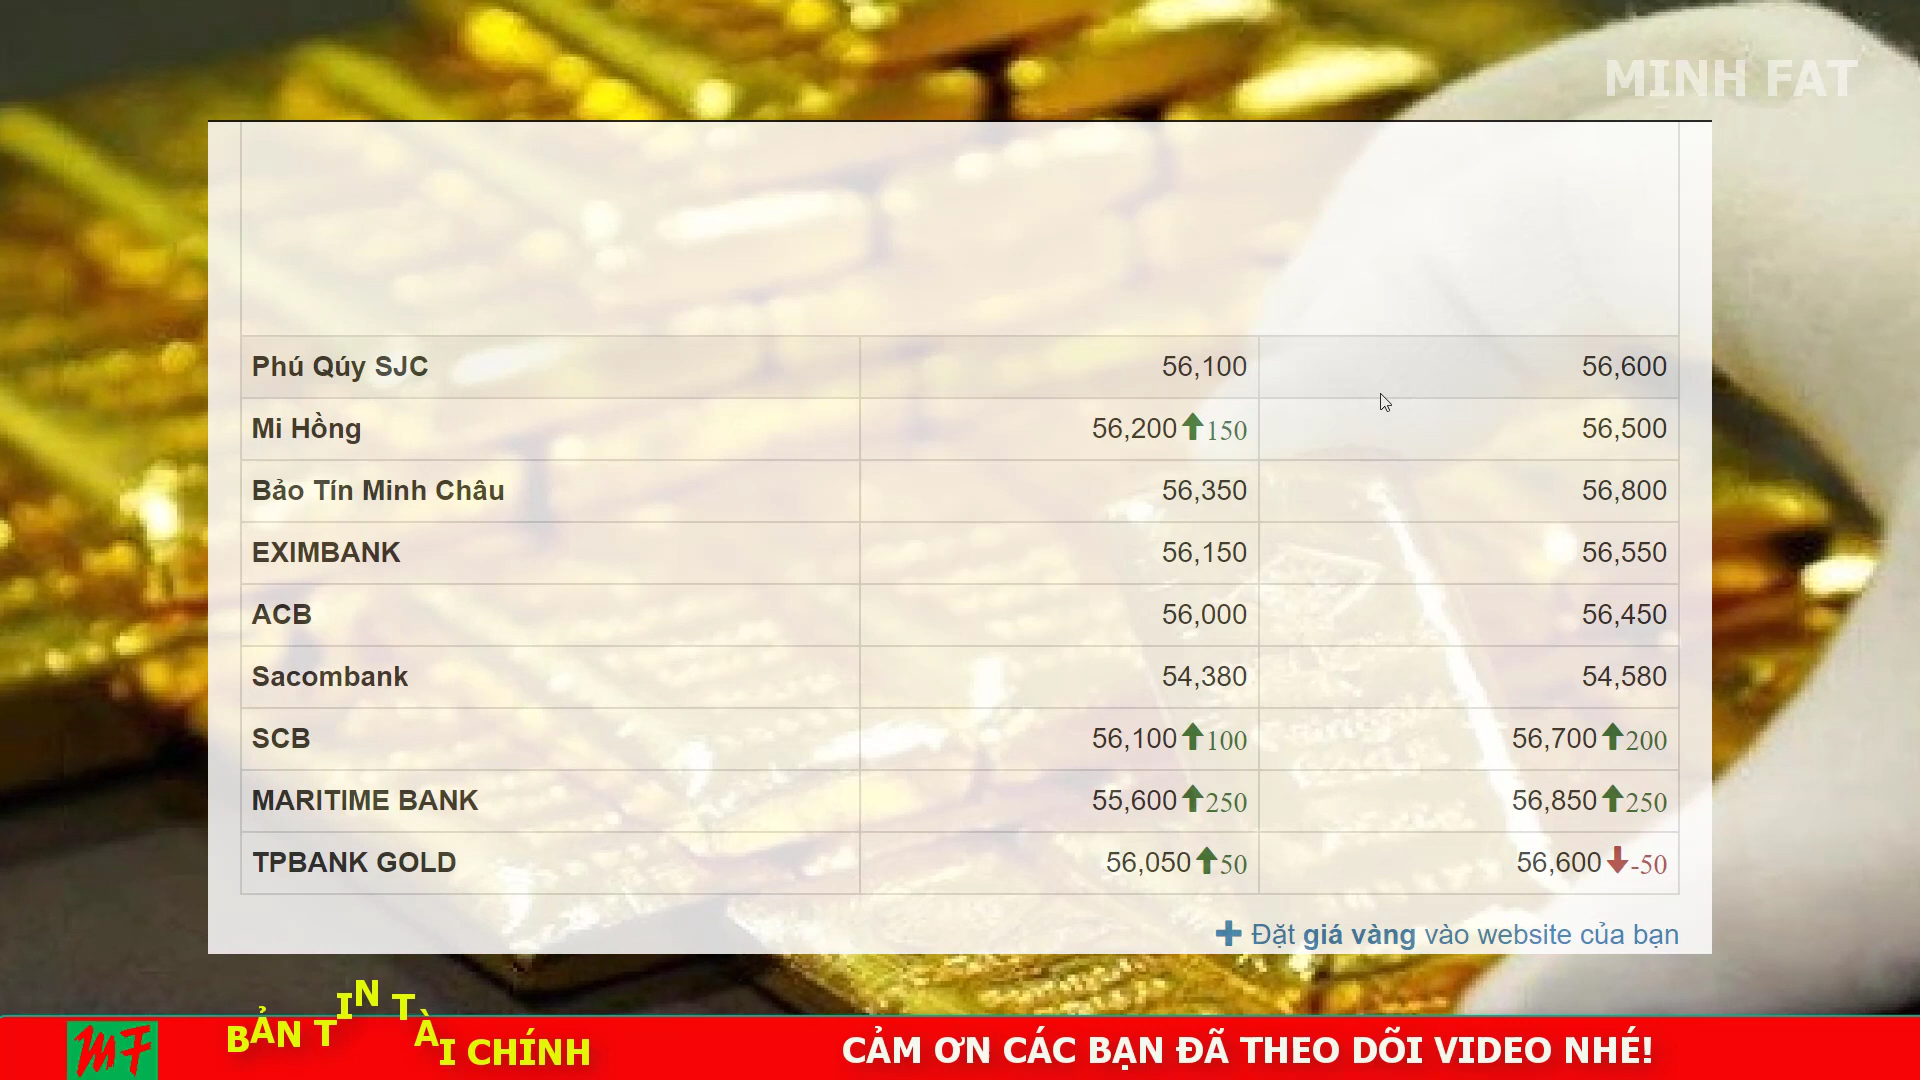 MINH FAT
Phú Qúy SJC 56,100 56,600
Mi Hồng 56,200 150 56,500
Bảo Tín Minh Châu 56,350 56,800
EXIMBANK 56,150 56,550
ACB 56,000 56,450
Sacombank 54,380 54,580
SCB 56,100 100 56,700 200
MARITIME BANK 55,600 250 56,850 250
TPBANK GOLD 56,050 50 56,600 -50
Đặt giá vàng vào website của bạn
MF BẢN TIN TÀI CHÍNH CẢM ƠN CÁC BẠN ĐÃ THEO DÕI VIDEO NHÉ!